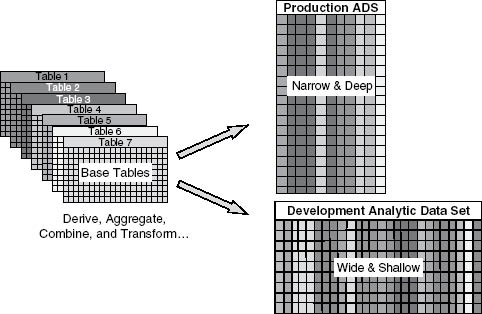 Production ADS
Narrow & Deep
Table 1
Table 2
Table 3
Table 4
Table 5
Table 6
Table 7
Base Tables
Derive, Aggregate,
Combine, and Transform...
Development Analytic Data Set
Wide & Shallow